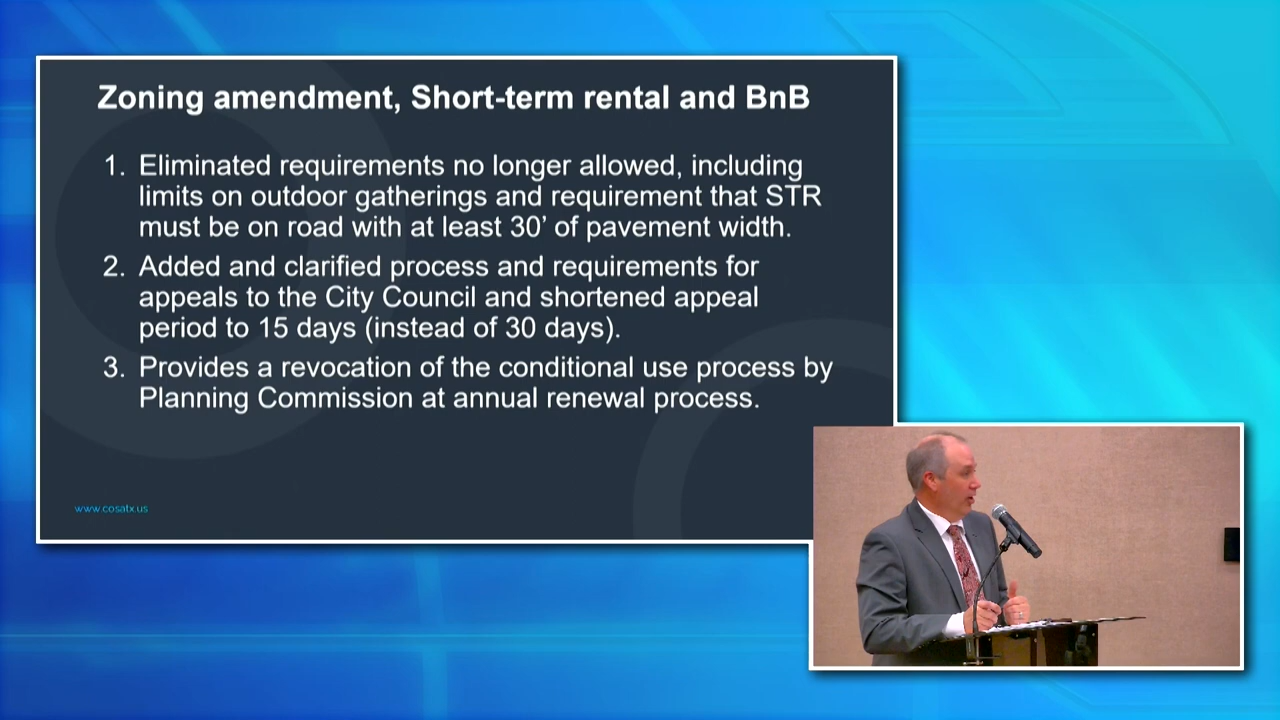 Zoning amendment, Short-term rental and BnB
1. Eliminated requirements no longer allowed, including
limits on outdoor gatherings and requirement that STR
must be on road with at least 30’ of pavement width.
2. Added and clarified process and requirements for
appeals to the City Council and shortened appeal
period to 15 days (instead of 30 days).
3. Provides a revocation of the conditional use process by
Planning Commission at annual renewal process.
www.cosatx.us